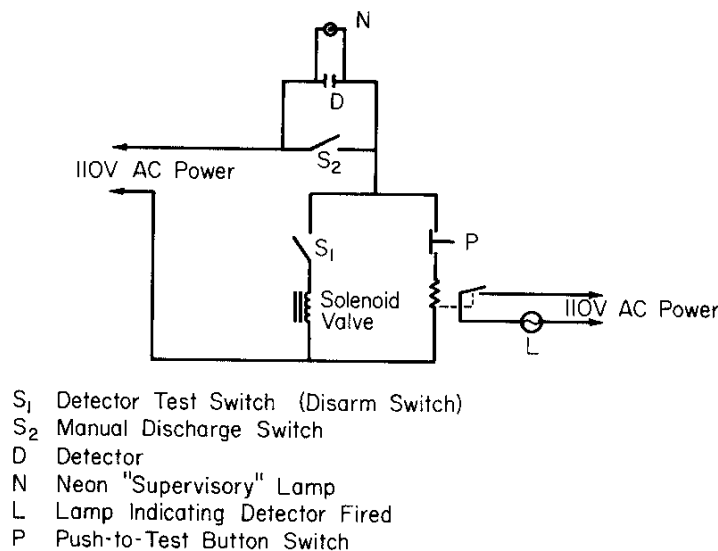 N
D
S₂
110V AC Power
S₁
P
Solenoid
Valve
110V AC Power
L
S₁ Detector Test Switch (Disarm Switch)
S₂ Manual Discharge Switch
D Detector
N Neon "Supervisory" Lamp
L Lamp Indicating Detector Fired
P Push-to-Test Button Switch